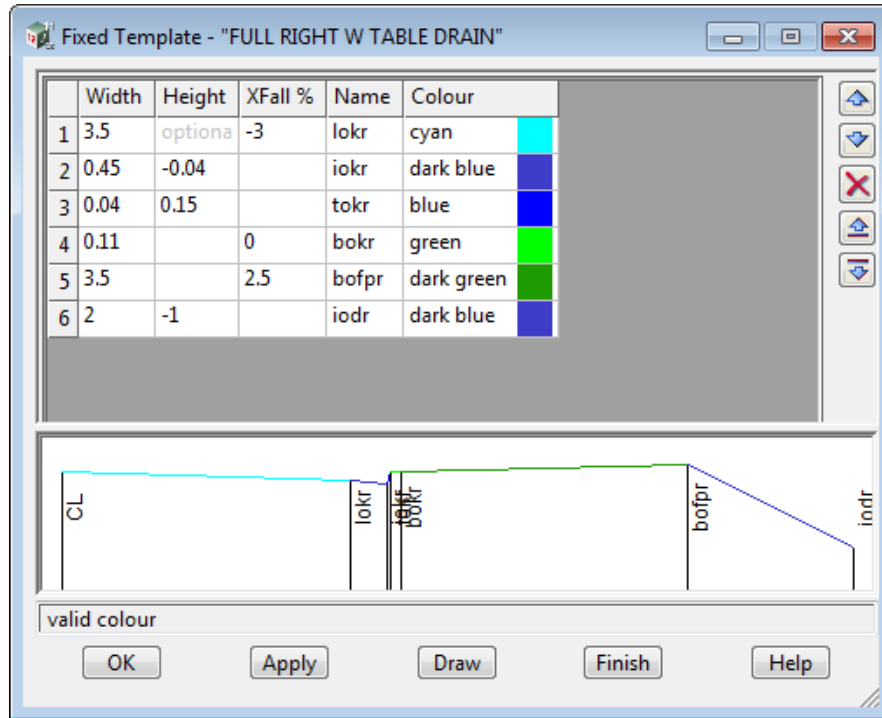 Fixed Template - "FULL RIGHT W TABLE DRAIN"
Width Height XFall % Name Colour
1 3.5 optiona -3 lokr cyan
2 0.45 -0.04 iokr dark blue
3 0.04 0.15 tokr blue
4 0.11 0 bokr green
5 3.5 2.5 bofpr dark green
6 2 -1 iodr dark blue
CL lokr bokr bofpr iodr
valid colour
OK Apply Draw Finish Help